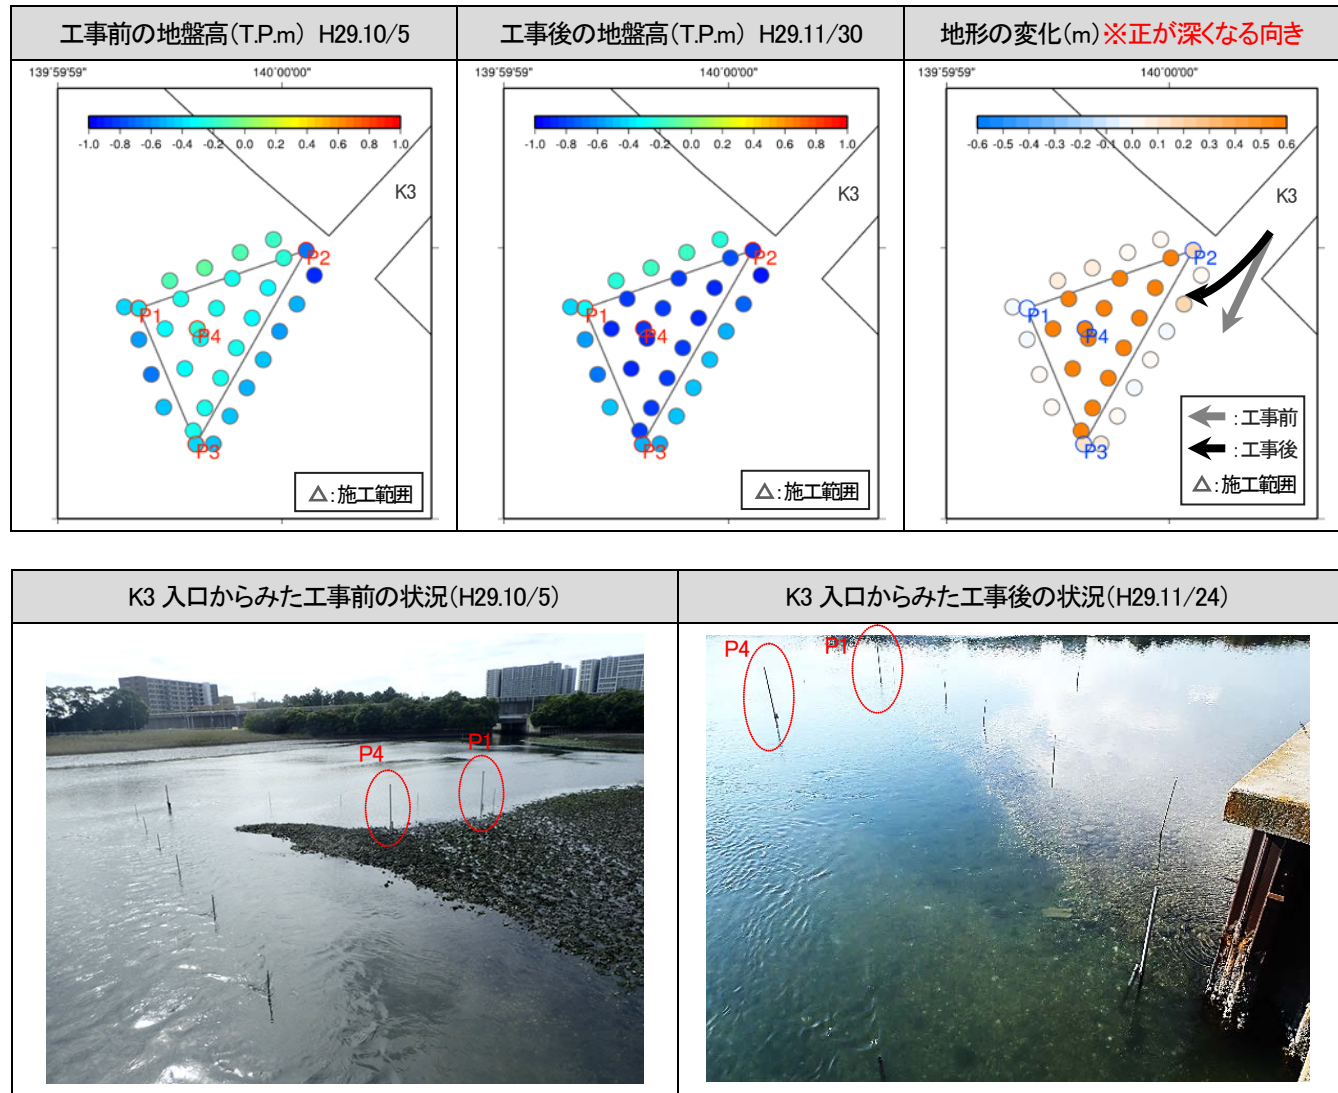 工事前の地盤高(T.P.m) H29.10/5
工事後の地盤高(T.P.m) H29.11/30
地形の変化(m)※正が深くなる向き
139˚59'59" 140˚00'00"
-1.0 -0.8 -0.6 -0.4 -0.2 0.0 0.2 0.4 0.6 0.8 1.0
K3
P2
P1
P4
P3
△:施工範囲
139˚59'59" 140˚00'00"
-1.0 -0.8 -0.6 -0.4 -0.2 0.0 0.2 0.4 0.6 0.8 1.0
K3
P2
P1
P4
P3
△:施工範囲
139˚59'59" 140˚00'00"
-0.6 -0.5 -0.4 -0.3 -0.2 -0.1 0.0 0.1 0.2 0.3 0.4 0.5 0.6
K3
P2
P1
P4
P3
:工事前
:工事後
△:施工範囲
K3 入口からみた工事前の状況(H29.10/5)
K3 入口からみた工事後の状況(H29.11/24)
P4
P1
P4
P1